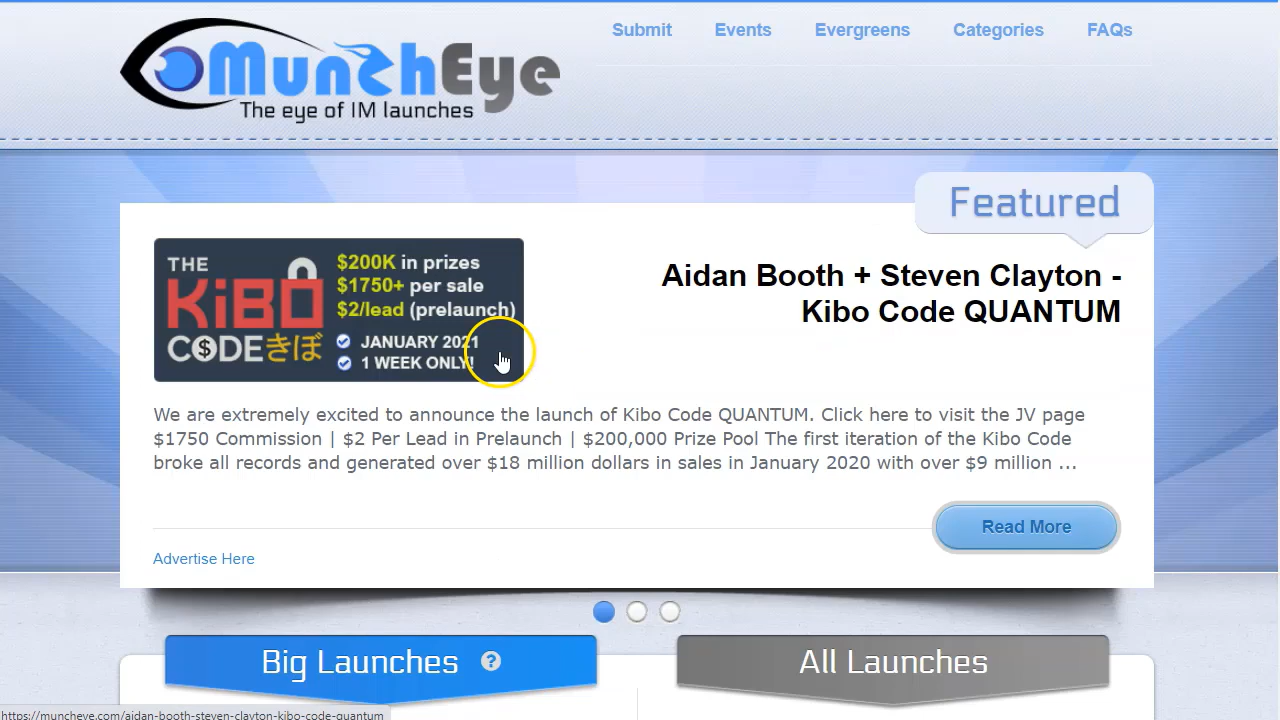 MunchEye
The eye of IM launches
Submit
Events
Evergreens
Categories
FAQs
Featured
THE
KiBO
CODEきぼ
$200K in prizes
$1750+ per sale
$2/lead (prelaunch)
JANUARY 2021
1 WEEK ONLY!
Aidan Booth + Steven Clayton -
Kibo Code QUANTUM
We are extremely excited to announce the launch of Kibo Code QUANTUM. Click here to visit the JV page
$1750 Commission | $2 Per Lead in Prelaunch | $200,000 Prize Pool The first iteration of the Kibo Code
broke all records and generated over $18 million dollars in sales in January 2020 with over $9 million ...
Read More
Advertise Here
Big Launches ?
All Launches
https://muncheye.com/aidan-booth-steven-clayton-kibo-code-quantum